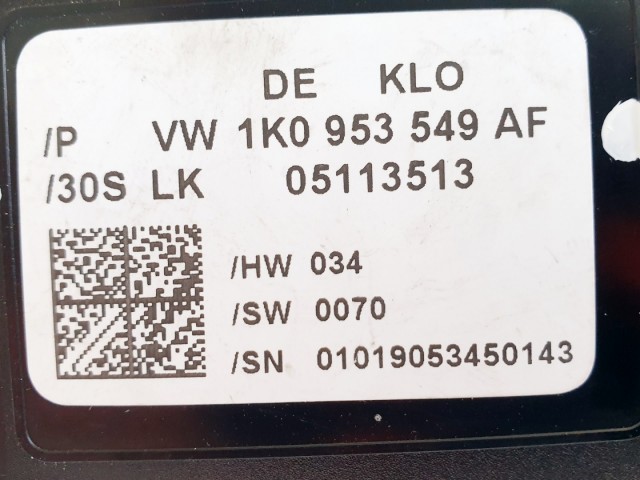 DE KLO
/P VW 1K0 953 549 AF
/30S LK 05113513
/HW 034
/SW 0070
/SN 01019053450143